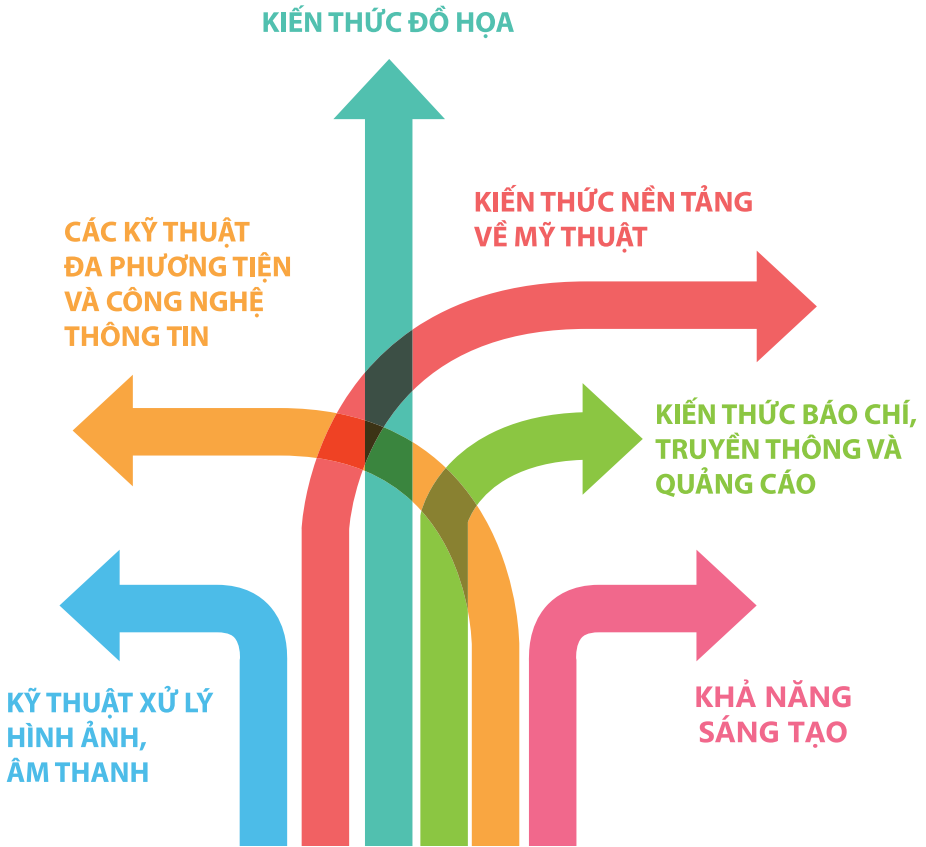 KIẾN THỨC ĐỒ HỌA
KIẾN THỨC NỀN TẢNG
VỀ MỸ THUẬT
CÁC KỸ THUẬT
ĐA PHƯƠNG TIỆN
VÀ CÔNG NGHỆ
THÔNG TIN
KIẾN THỨC BÁO CHÍ,
TRUYỀN THÔNG VÀ
QUẢNG CÁO
KỸ THUẬT XỬ LÝ
HÌNH ẢNH,
ÂM THANH
KHẢ NĂNG
SÁNG TẠO